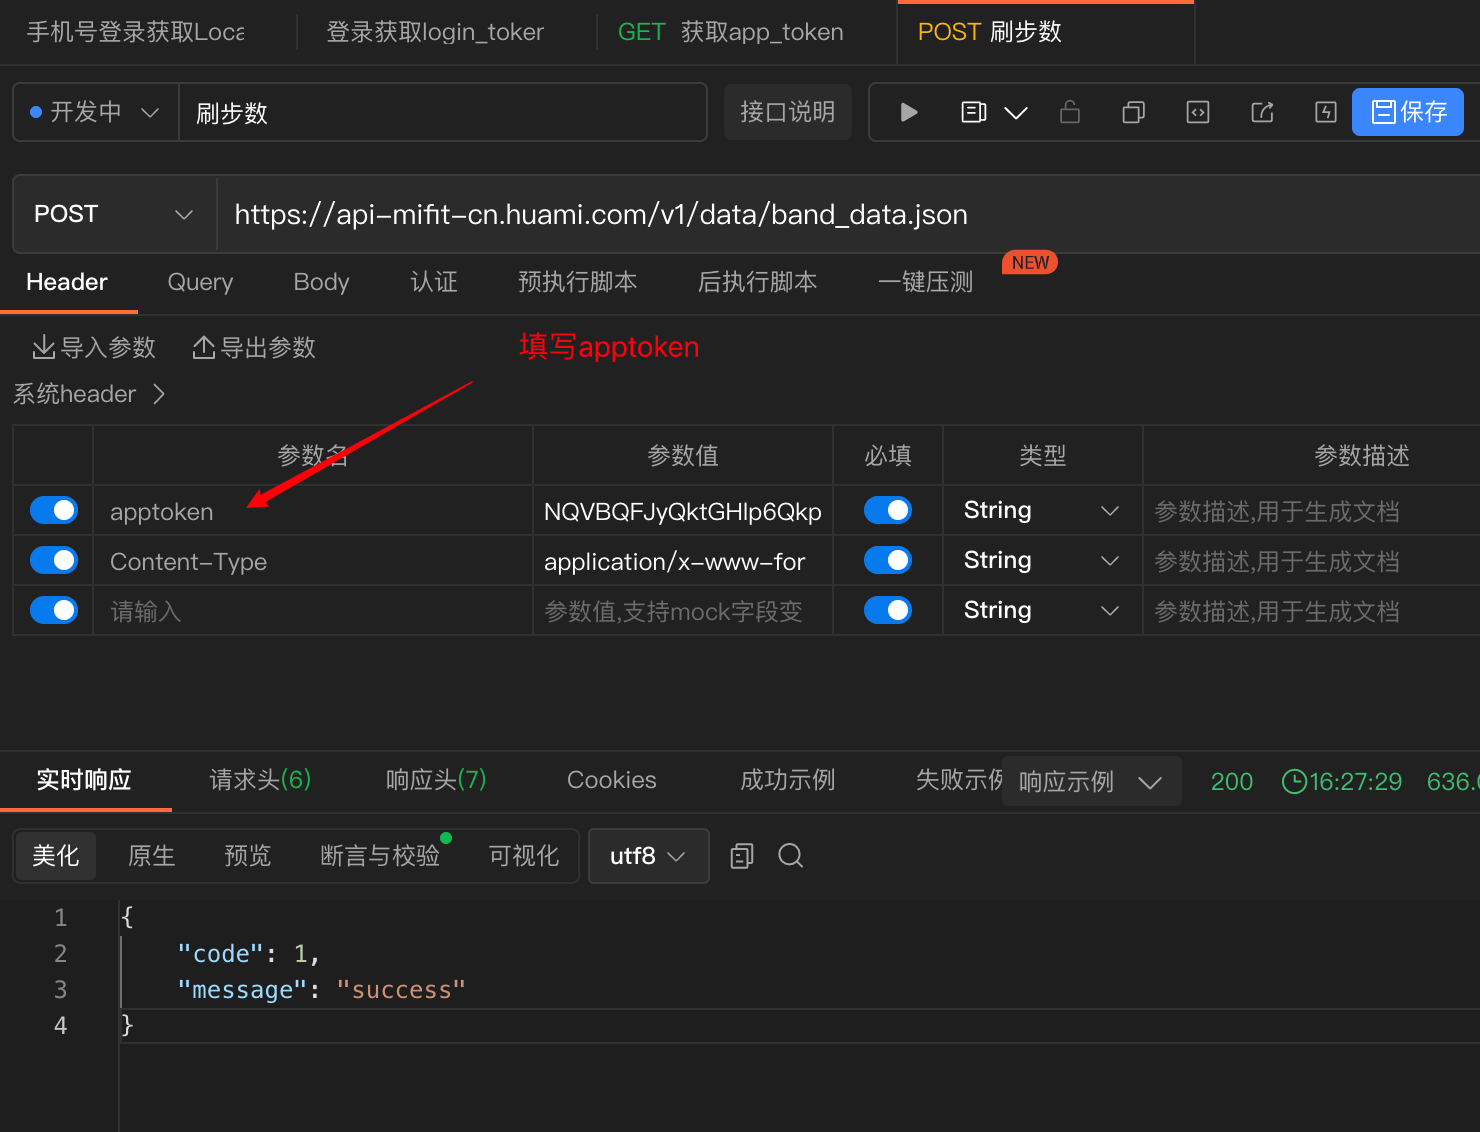 手机号登录获取Loca
登录获取login_toker
GET 获取app_token
POST 刷步数
开发中
刷步数
接口说明
保存
POST
https://api-mifit-cn.huami.com/v1/data/band_data.json
Header Query Body 认证 预执行脚本 后执行脚本 一键压测 NEW
导入参数 导出参数
填写apptoken
系统header
参数名 参数值 必填 类型 参数描述
apptoken NQVBQFJyQktGHlp6Qkp String 参数描述,用于生成文档
Content-Type application/x-www-for String 参数描述,用于生成文档
请输入 参数值,支持mock字段变 String 参数描述,用于生成文档
实时响应 请求头(6) 响应头(7) Cookies 成功示例 失败示例 响应示例 200 16:27:29 636.
美化 原生 预览 断言与校验 可视化 utf8
1 {
2 "code": 1,
3 "message": "success"
4 }